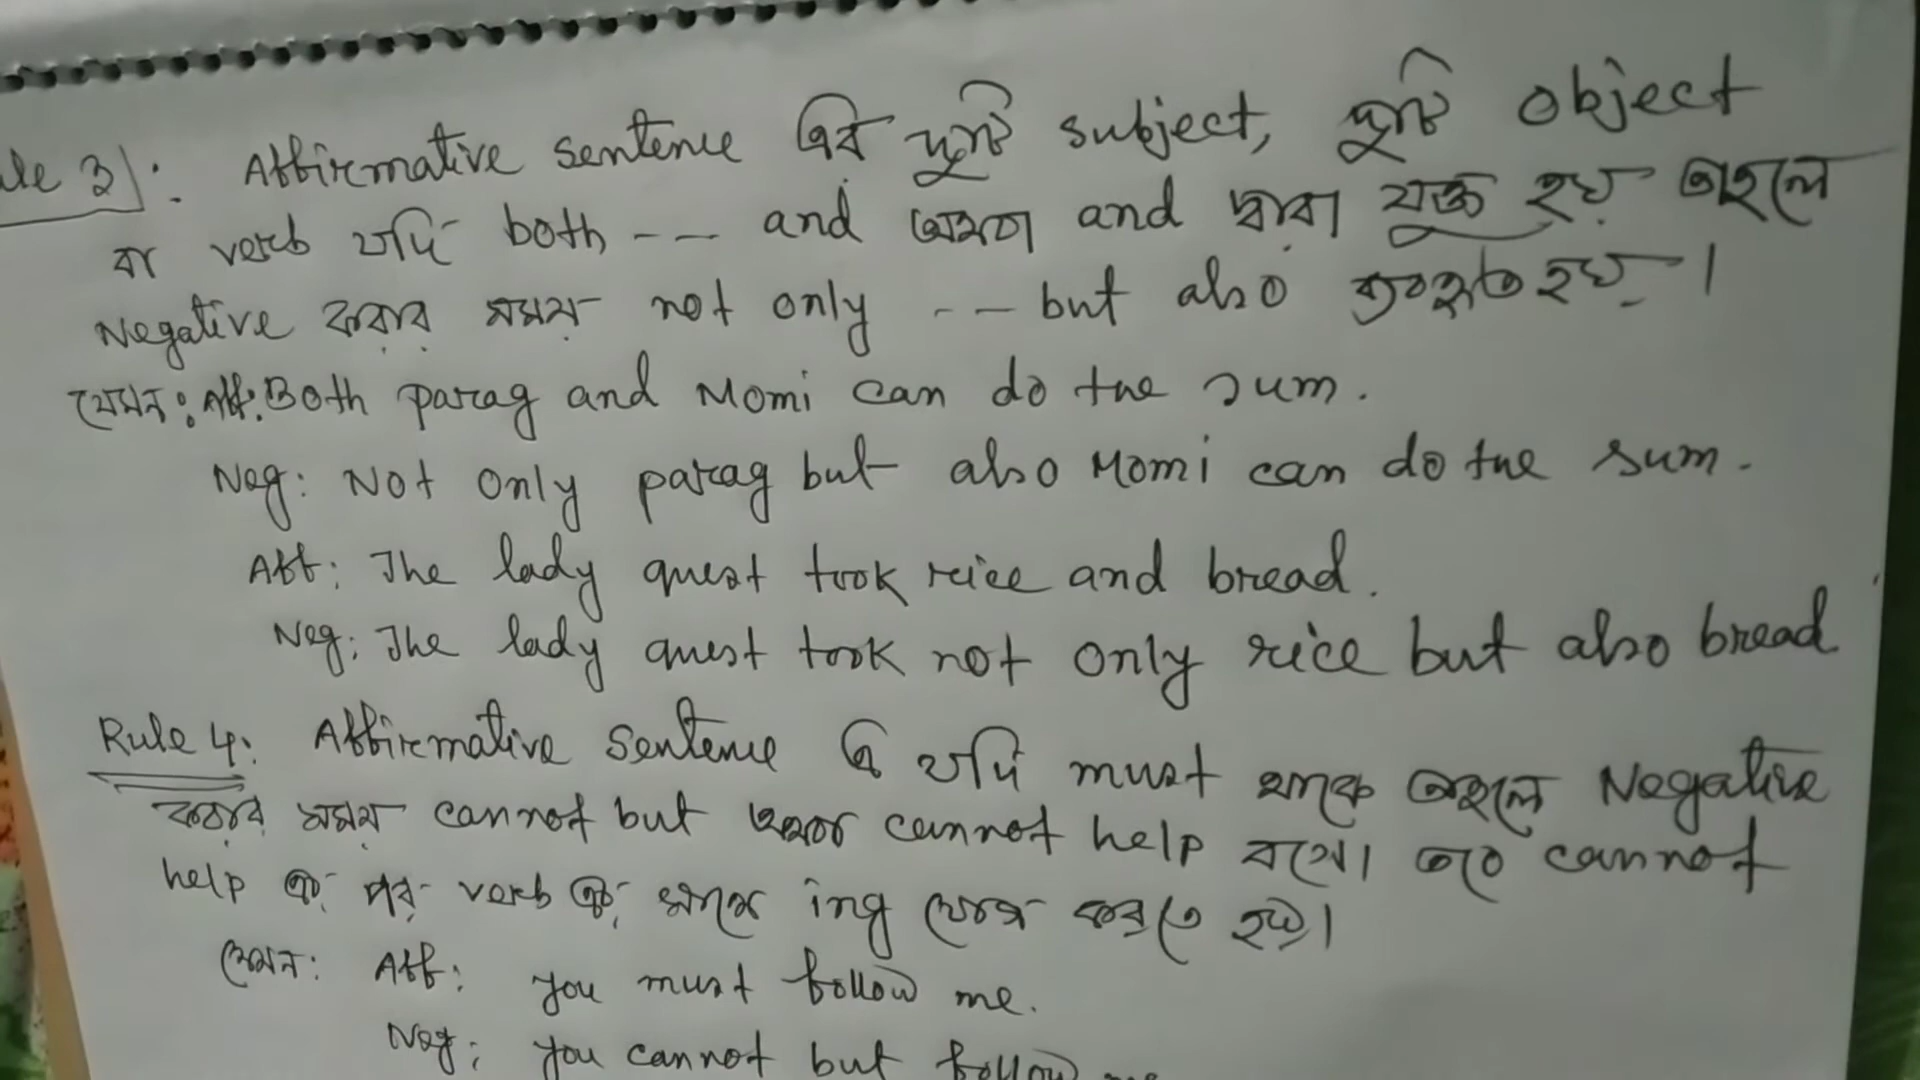 le 3): Affirmative sentence এর দুটি subject, দুটি object
বা verb যদি both -- and অথবা and দ্বারা যুক্ত হয় তাহলে
Negative করার সময় not only -- but also ব্যবহৃত হয়।
যেমন: Aff: Both parag and Momi can do the sum.
Neg: Not only parag but also Momi can do the sum.
Aff: The lady guest took rice and bread.
Neg: The lady guest took not only rice but also bread
Rule 4: Affirmative sentence এ যদি must থাকে তাহলে Negative
করার সময় cannot but অথবা cannot help বসে। তবে cannot
help এর পর verb এর সাথে ing যোগ করতে হয়।
যেমন: Aff: you must follow me.
Neg: you cannot but follow me